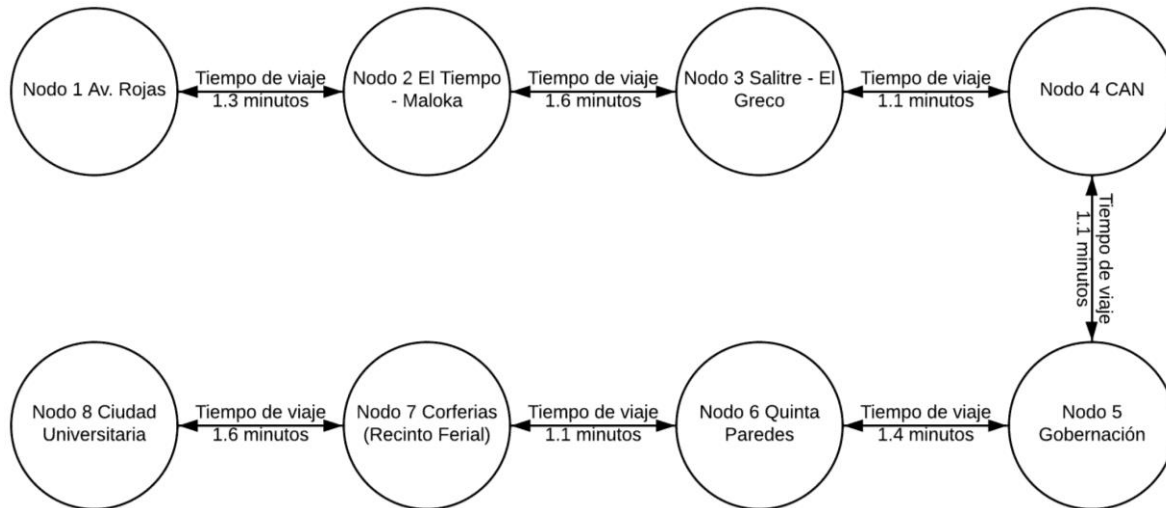 Nodo 1 Av. Rojas
Tiempo de viaje
1.3 minutos
Nodo 2 El Tiempo
- Maloka
Tiempo de viaje
1.6 minutos
Nodo 3 Salitre - El
Greco
Tiempo de viaje
1.1 minutos
Nodo 4 CAN
Tiempo de viaje
1.1 minutos
Nodo 5
Gobernación
Tiempo de viaje
1.4 minutos
Nodo 6 Quinta
Paredes
Tiempo de viaje
1.1 minutos
Nodo 7 Corferias
(Recinto Ferial)
Tiempo de viaje
1.6 minutos
Nodo 8 Ciudad
Universitaria